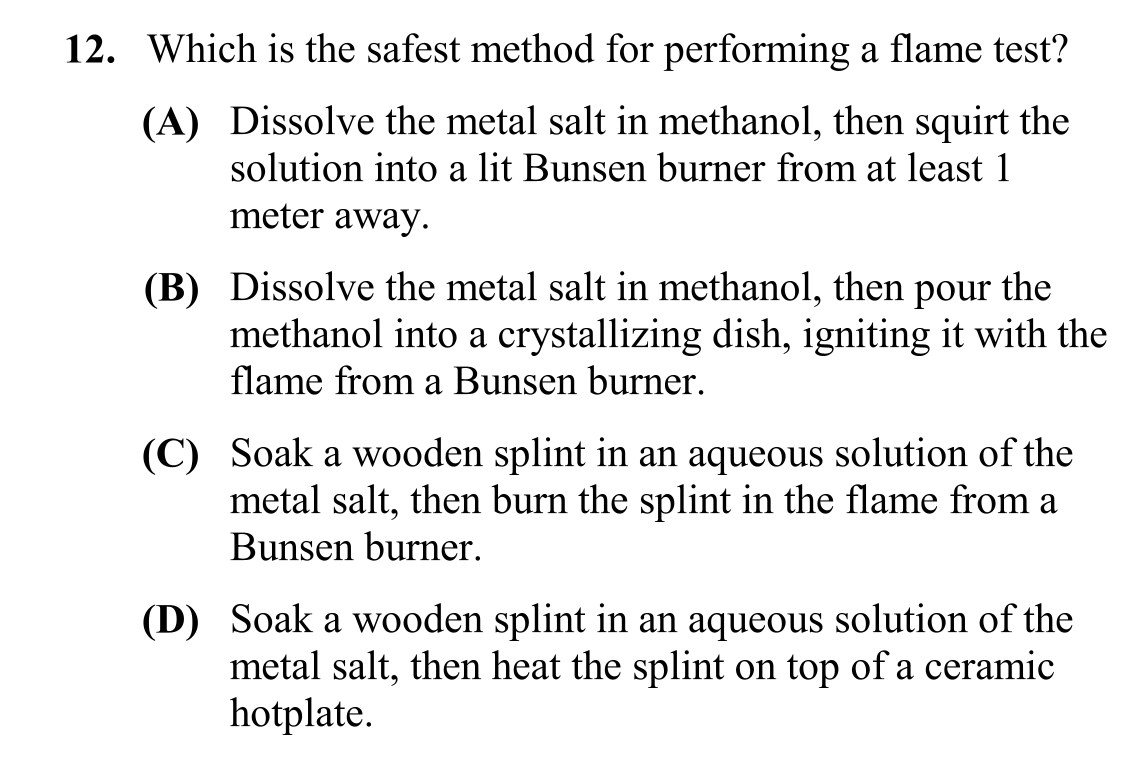 12. Which is the safest method for performing a flame test?
(A) Dissolve the metal salt in methanol, then squirt the
solution into a lit Bunsen burner from at least 1
meter away.
(B) Dissolve the metal salt in methanol, then pour the
methanol into a crystallizing dish, igniting it with the
flame from a Bunsen burner.
(C) Soak a wooden splint in an aqueous solution of the
metal salt, then burn the splint in the flame from a
Bunsen burner.
(D) Soak a wooden splint in an aqueous solution of the
metal salt, then heat the splint on top of a ceramic
hotplate.